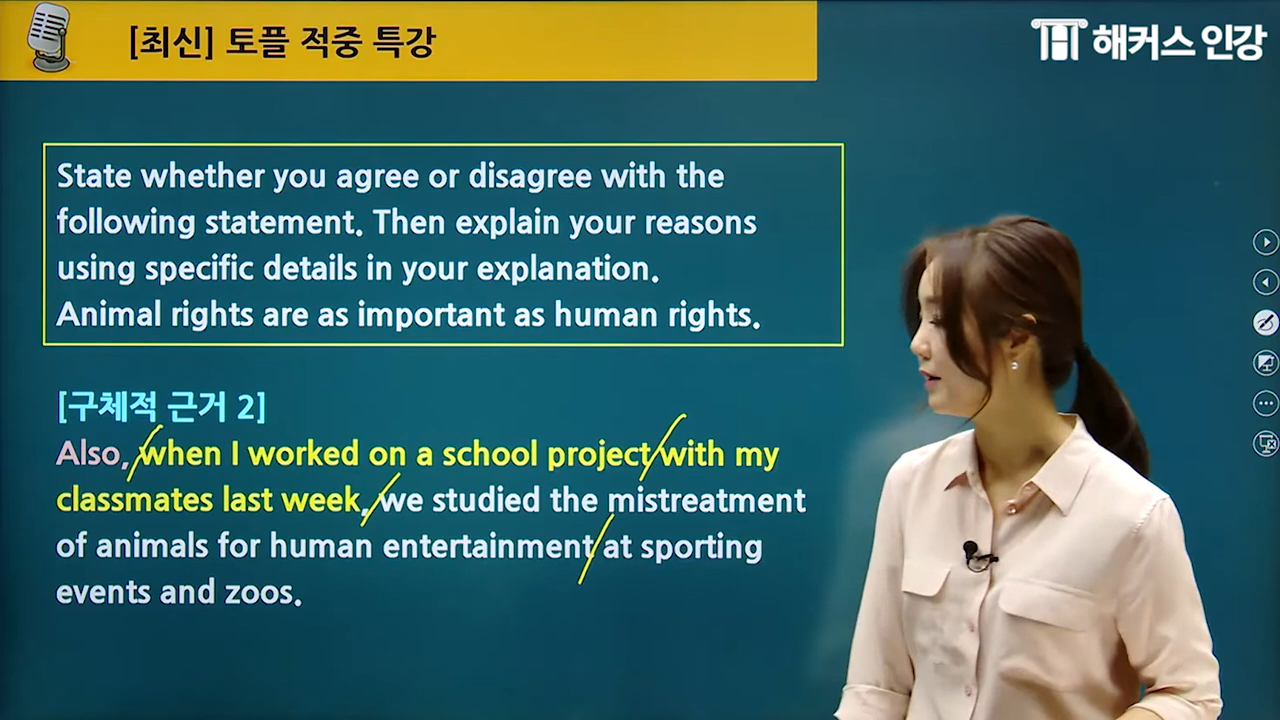 [최신] 토플 적중 특강
해커스 인강
State whether you agree or disagree with the
following statement. Then explain your reasons
using specific details in your explanation.
Animal rights are as important as human rights.
[구체적 근거 2]
Also, when I worked on a school project with my
classmates last week, we studied the mistreatment
of animals for human entertainment at sporting
events and zoos.